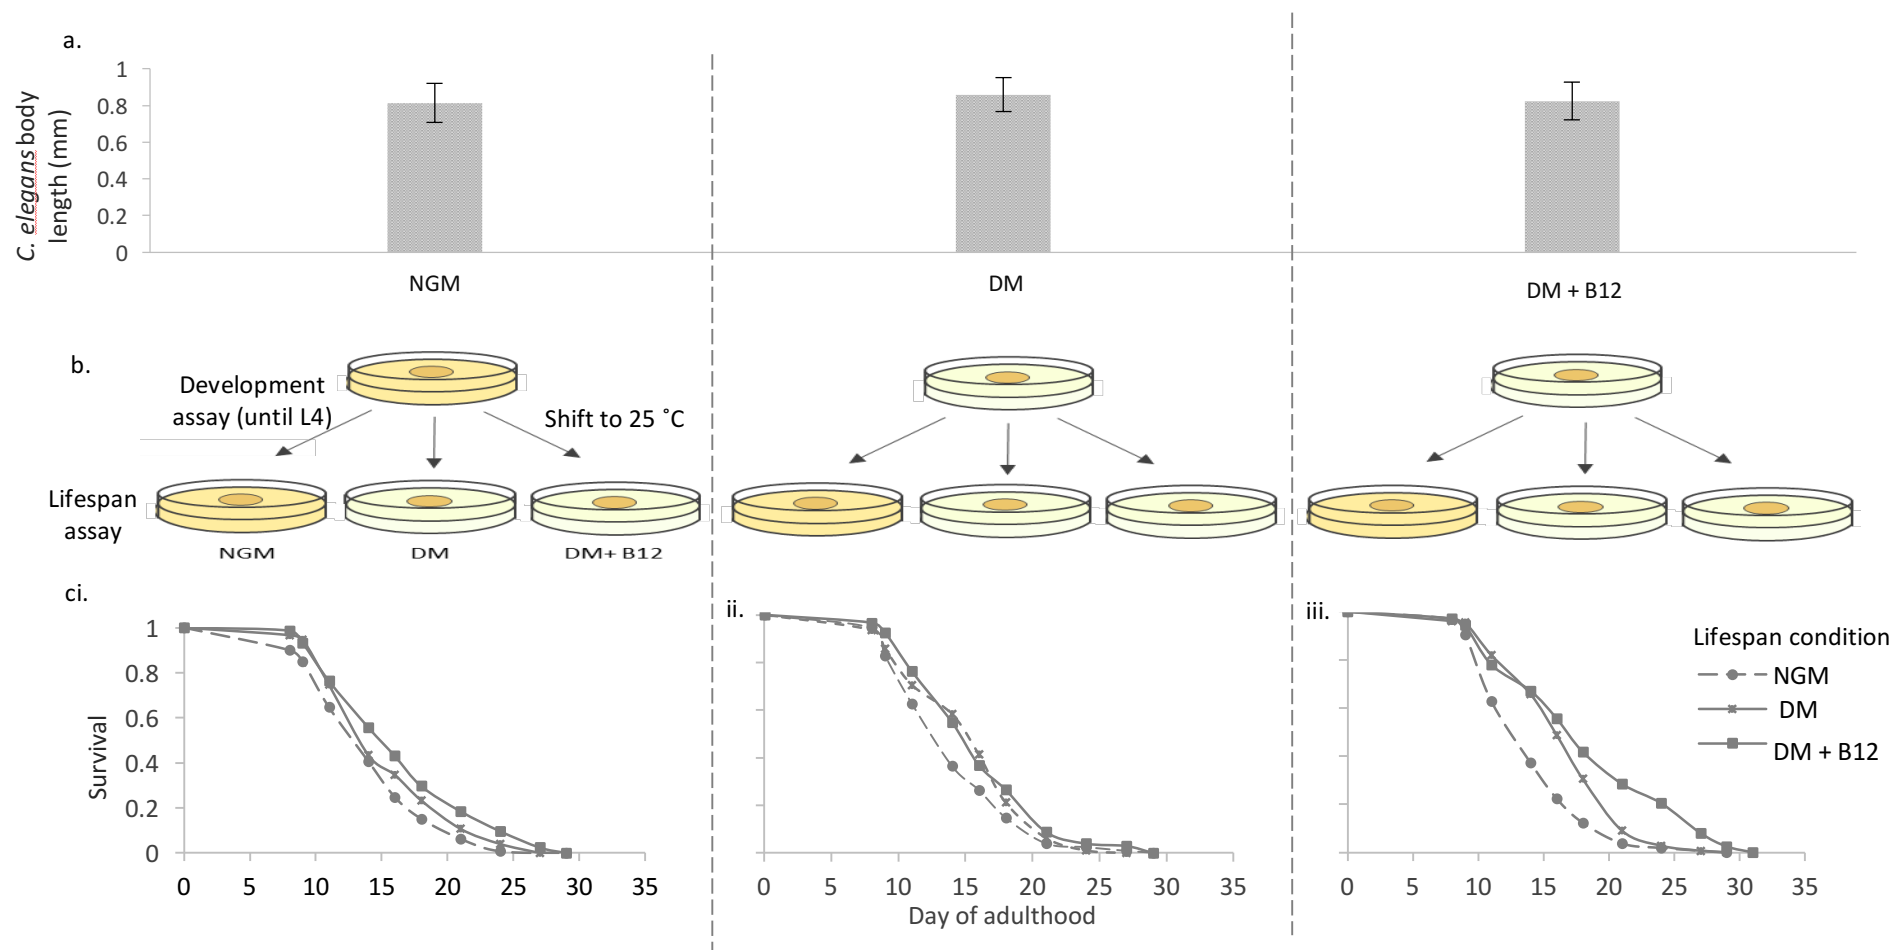 a.
C. elegans body
length (mm)
1
0.8
0.6
0.4
0.2
0
NGM
DM
DM + B12
b.
Development
assay (until L4)
Shift to 25 ˚C
Lifespan
assay
NGM
DM
DM+ B12
ci.
ii.
iii.
Survival
1
0.8
0.6
0.4
0.2
0
0 5 10 15 20 25 30 35
0 5 10 15 20 25 30 35
0 5 10 15 20 25 30 35
Day of adulthood
Lifespan condition
NGM
DM
DM + B12